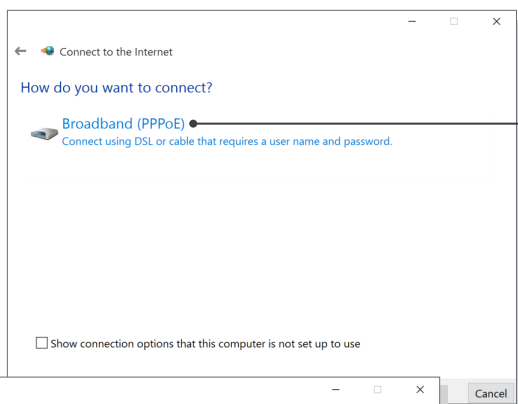 Connect to the Internet
How do you want to connect?
Broadband (PPPoE)
Connect using DSL or cable that requires a user name and password.
Show connection options that this computer is not set up to use
Cancel